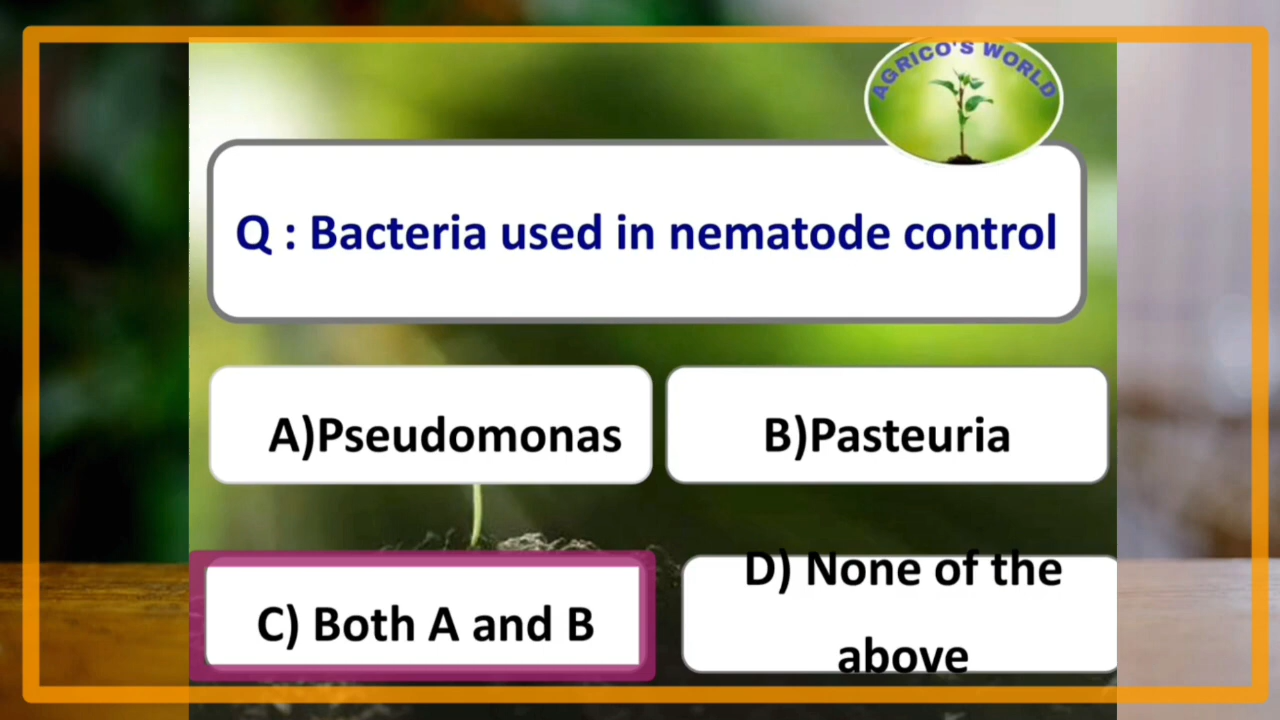 AGRICO'S WORLD
Q : Bacteria used in nematode control
A)Pseudomonas
B)Pasteuria
C) Both A and B
D) None of the
above